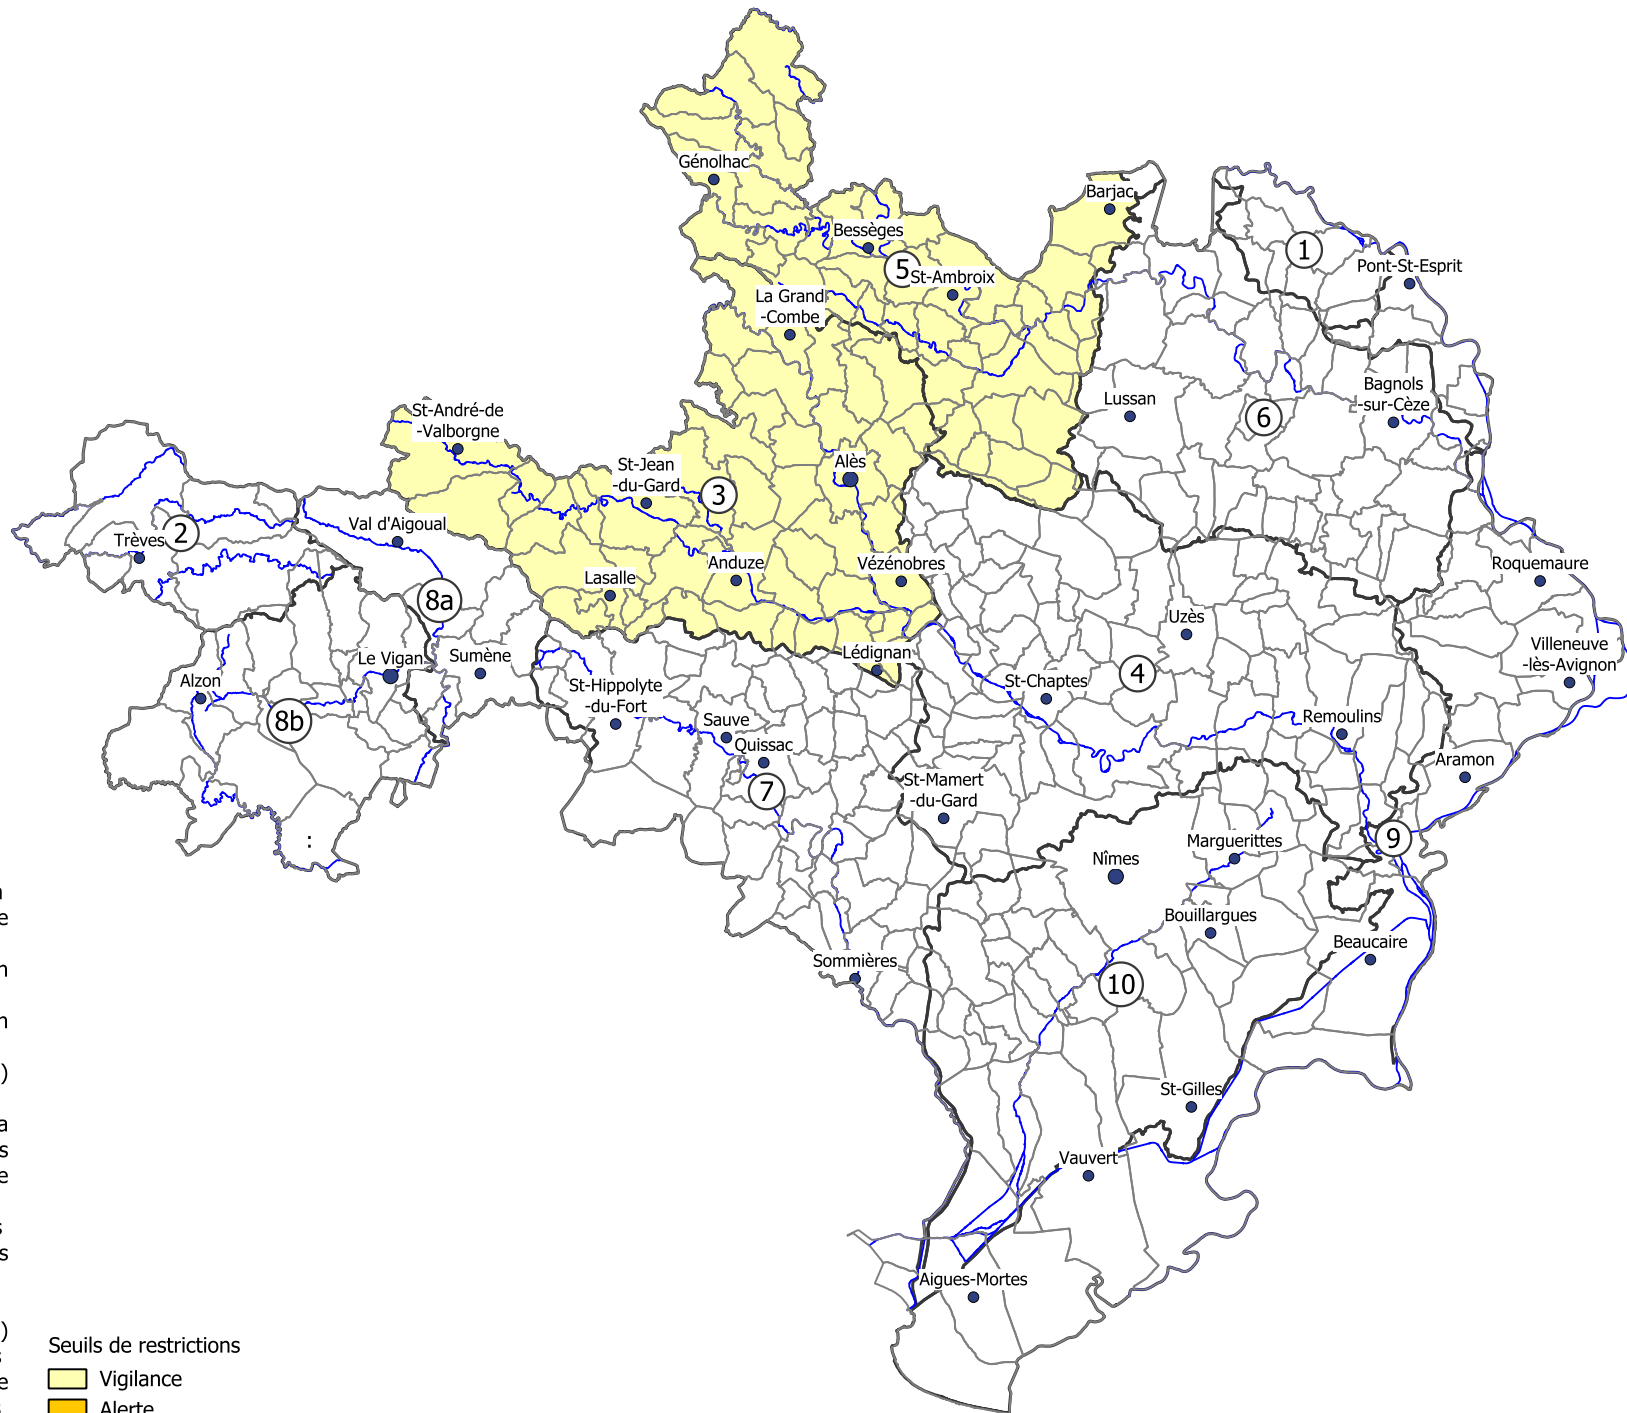 Génolhac
Barjac
Bessèges
1
5
St-Ambroix
Pont-St-Esprit
La Grand
-Combe
Lussan
6
Bagnols
-sur-Cèze
St-André-de
-Valborgne
St-Jean
-du-Gard
3
Alès
Val d'Aigoual
2
Trèves
Lasalle
Anduze
Vézénobres
Roquemaure
8a
Uzès
Villeneuve
-lès-Avignon
Le Vigan
Sumène
Lédignan
Alzon
8b
St-Hippolyte
-du-Fort
St-Chaptes
4
Sauve
Quissac
Remoulins
7
St-Mamert
-du-Gard
Aramon
:
Nîmes
Marguerittes
9
Bouillargues
Beaucaire
Sommières
10
St-Gilles
Vauvert
Aigues-Mortes
n
e
n
n
)
a
s
e
s
s
)
s
e
Seuils de restrictions
Vigilance
Alerte